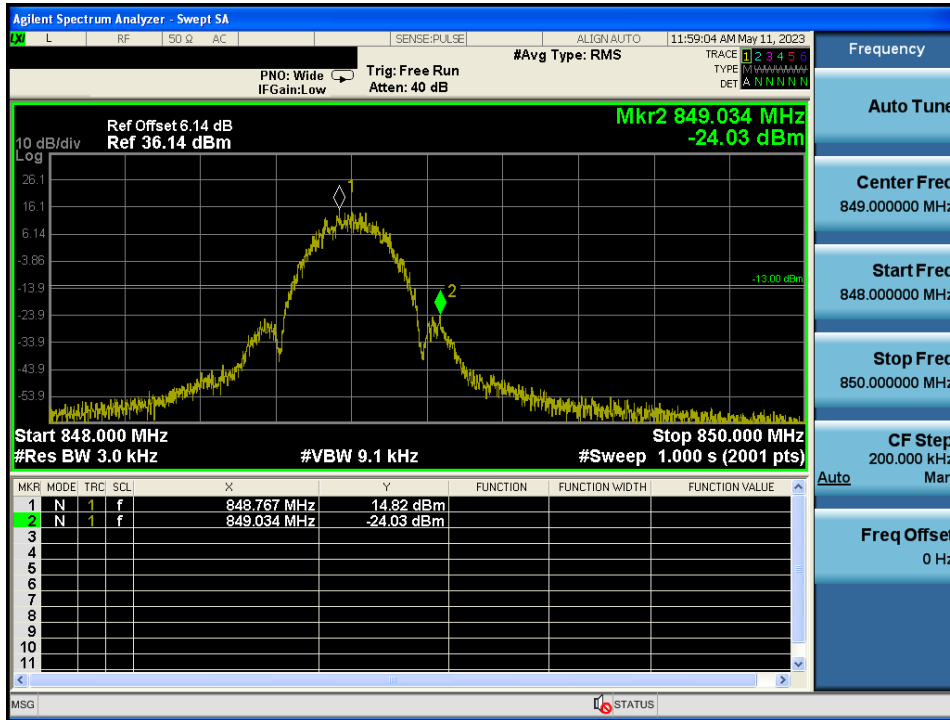 Agilent Spectrum Analyzer - Swept SA
LXI L RF 50 Ω AC SENSE:PULSE ALIGN AUTO 11:59:04 AM May 11, 2023
Frequency
PNO: Wide
IFGain:Low
Trig: Free Run
Atten: 40 dB
#Avg Type: RMS
TRACE 1 2 3 4 5 6
TYPE M
DET A N N N N N
Auto Tune
Mkr2 849.034 MHz
-24.03 dBm
10 dB/div
Log
Ref Offset 6.14 dB
Ref 36.14 dBm
26.1
16.1
6.14
-3.86
-13.9
-23.9
-33.9
-43.9
-53.9
1
2
-13.00 dBm
Center Freq
849.000000 MHz
Start Freq
848.000000 MHz
Stop Freq
850.000000 MHz
Start 848.000 MHz Stop 850.000 MHz
#Res BW 3.0 kHz #VBW 9.1 kHz #Sweep 1.000 s (2001 pts)
CF Step
200.000 kHz
Auto Man
MKR MODE TRC SCL X Y FUNCTION FUNCTION WIDTH FUNCTION VALUE
1 N 1 f 848.767 MHz 14.82 dBm
2 N 1 f 849.034 MHz -24.03 dBm
3
4
5
6
7
8
9
10
11
Freq Offset
0 Hz
MSG STATUS